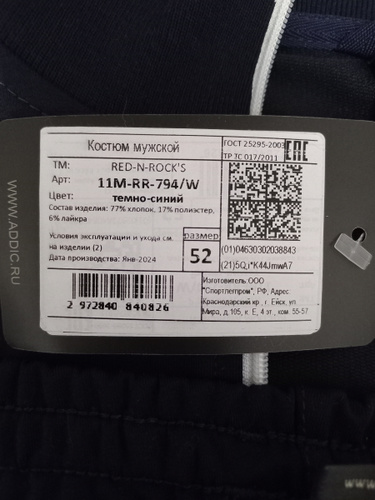 Костюм мужской
ГОСТ 25295-2003
ТР ТС 017/2011
ЕАС
ТМ: RED-N-ROCK'S
Арт: 11M-RR-794/W
Цвет: темно-синий
Состав изделия: 77% хлопок, 17% полиэстер,
6% лайкра
Условия эксплуатации и ухода см.
на изделии (2)
Дата производства: Янв-2024
размер
52
(01)04630302038843
(21)5Q,i*K44JmwA7
Изготовитель ООО
"Спортлепром", РФ, Адрес:
Краснодарский кр., г. Ейск, ул.
Мира, д.105, к. Е, 4 эт., ком. 55-57
2 972840 840826
WWW.ADDIC.RU